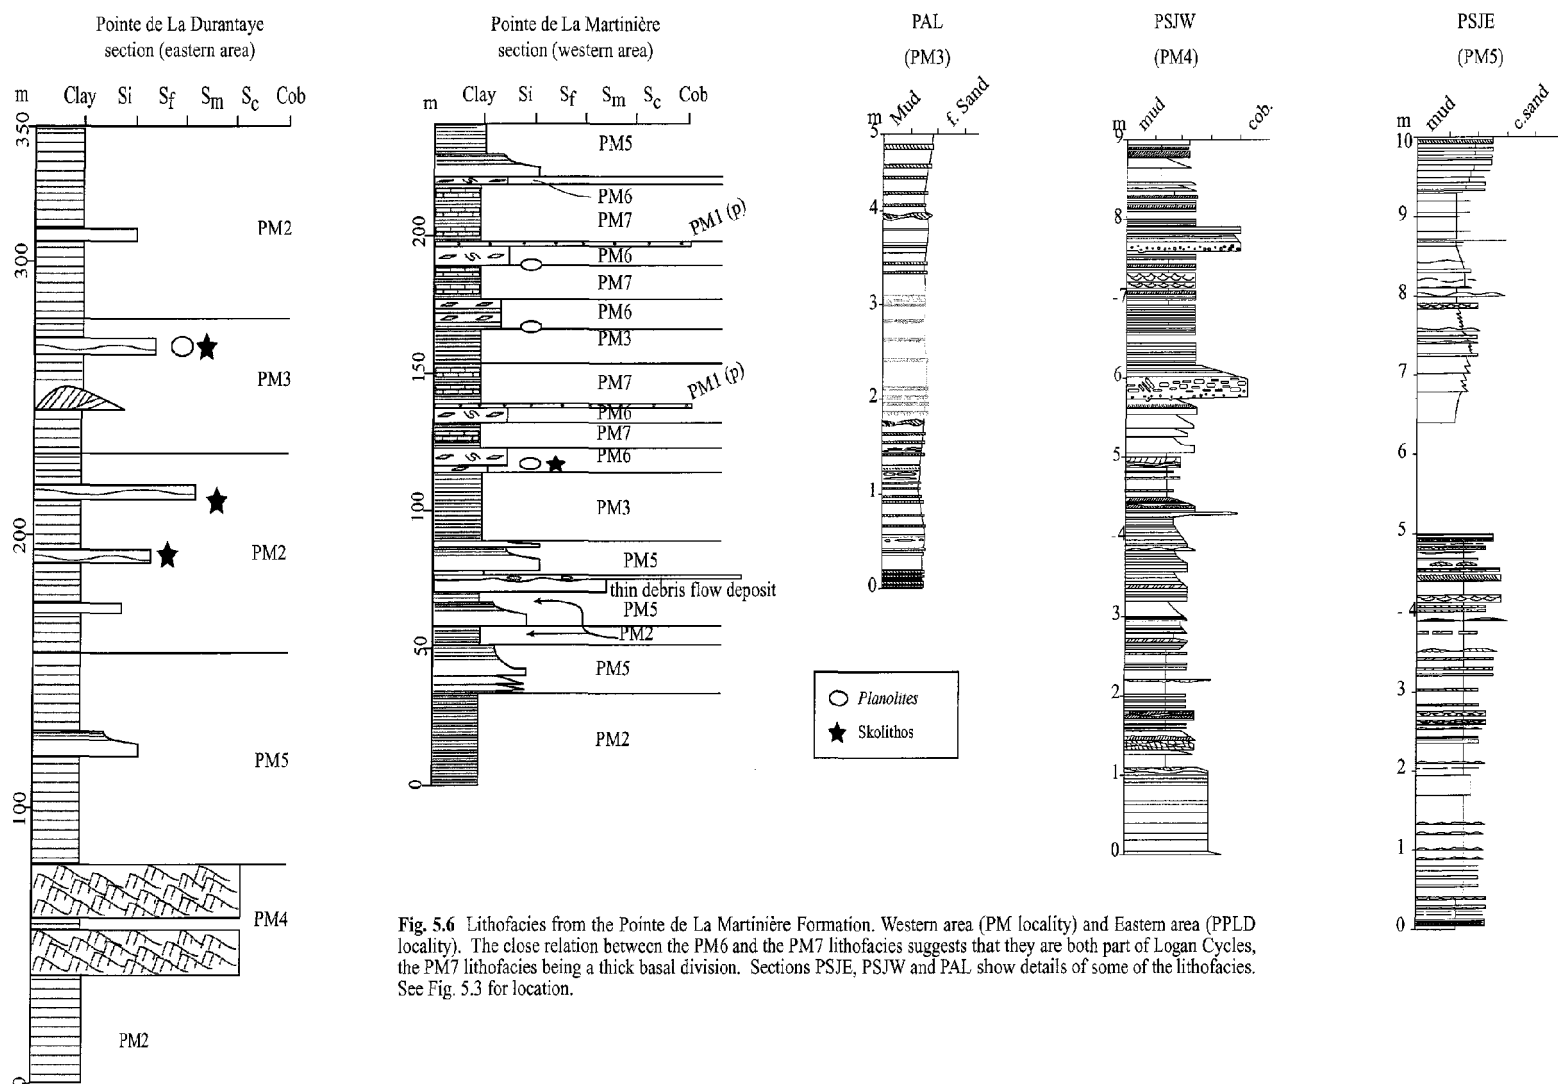 Pointe de La Durantaye
section (eastern area)
m Clay Si Sf Sm Sc Cob
350
300
200
100
0
PM2
PM3
PM2
PM5
PM4
PM2
Pointe de La Martinière
section (western area)
m Clay Si Sf Sm Sc Cob
200
150
100
50
0
PM5
PM6
PM7
PM1 (p)
PM6
PM7
PM6
PM3
PM7
PM1 (p)
PM6
PM7
PM6
PM3
PM5
thin debris flow deposit
PM5
PM2
PM5
PM2
PAL
(PM3)
m Mud f. Sand
5
4
3
2
1
0
Planolites
Skolithos
PSJW
(PM4)
m mud cob.
9
8
7
6
5
4
3
2
1
0
PSJE
(PM5)
m mud c.sand
10
9
8
7
6
5
4
3
2
1
0
Fig. 5.6 Lithofacies from the Pointe de La Martinière Formation. Western area (PM locality) and Eastern area (PPLD
locality). The close relation between the PM6 and the PM7 lithofacies suggests that they are both part of Logan Cycles,
the PM7 lithofacies being a thick basal division. Sections PSJE, PSJW and PAL show details of some of the lithofacies.
See Fig. 5.3 for location.